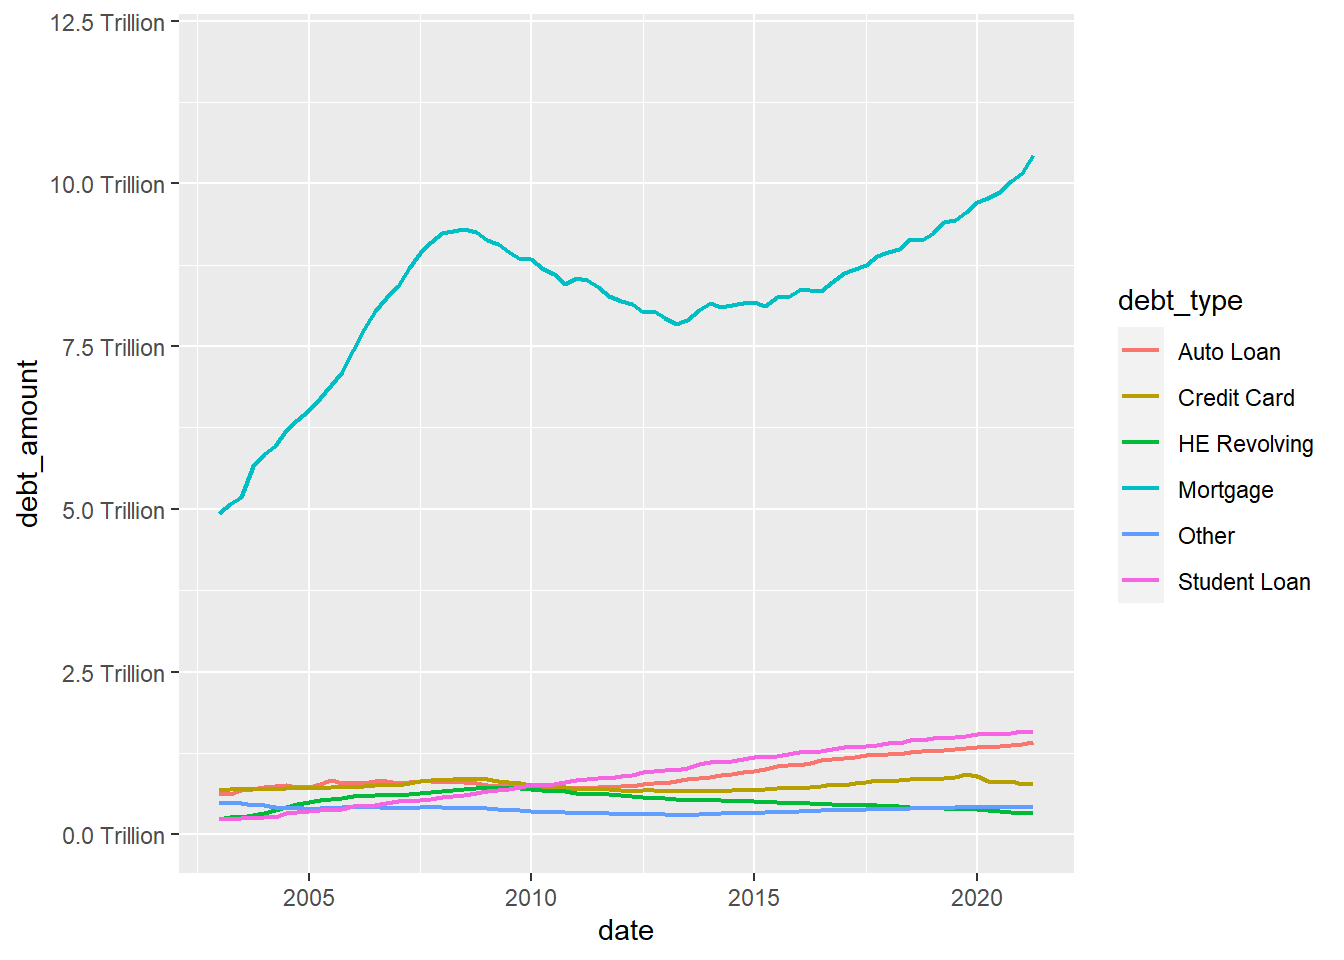 12.5 Trillion
10.0 Trillion
7.5 Trillion
5.0 Trillion
2.5 Trillion
0.0 Trillion
debt_amount
2005 2010 2015 2020
date
debt_type
Auto Loan
Credit Card
HE Revolving
Mortgage
Other
Student Loan